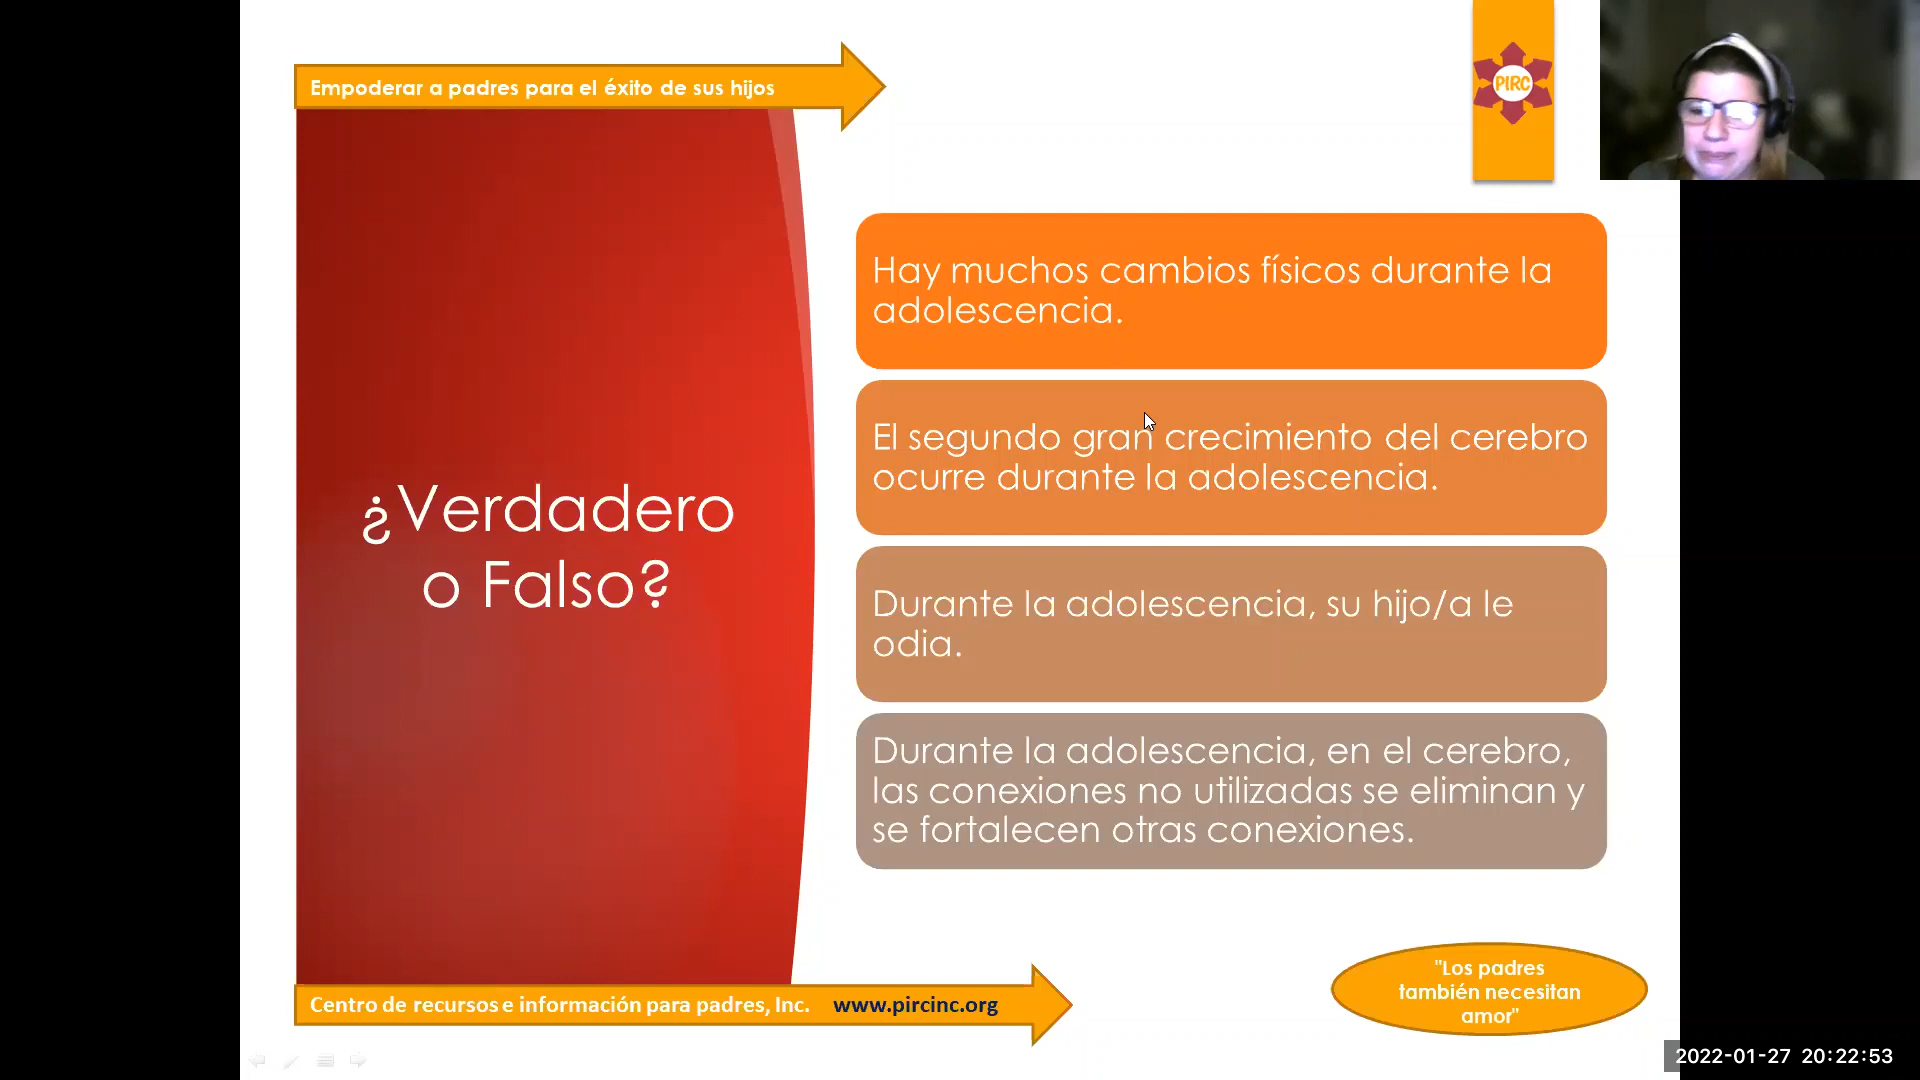 Empoderar a padres para el éxito de sus hijos
PIRC
¿Verdadero
o Falso?
Hay muchos cambios físicos durante la
adolescencia.
El segundo gran crecimiento del cerebro
ocurre durante la adolescencia.
Durante la adolescencia, su hijo/a le
odia.
Durante la adolescencia, en el cerebro,
las conexiones no utilizadas se eliminan y
se fortalecen otras conexiones.
Centro de recursos e información para padres, Inc. www.pircinc.org
"Los padres
también necesitan
amor"
2022-01-27 20:22:53